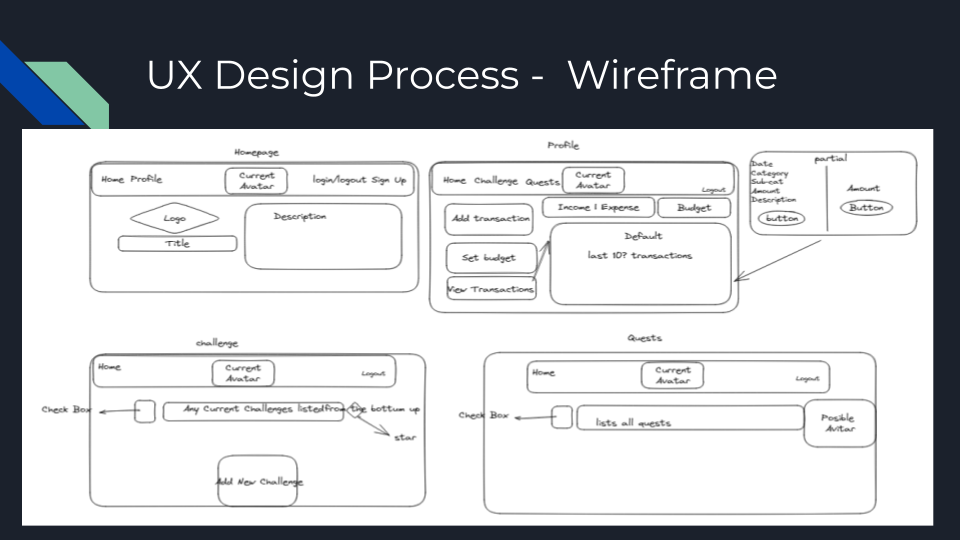 UX Design Process -  Wireframe
Homepage
Home Profile
Current
Avatar
login/logout Sign Up
Logo
Title
Description
Profile
Home Challenge Quests
Current
Avatar
Logout
Add transaction
Income | Expense
Budget
Set budget
View Transactions
Default
last 10? transactions
partial
Date
Category
Sub-cat
Amount
Description
button
Amount
Button
challenge
Home
Current
Avatar
Logout
Check Box
Any Current Challenges listedfrom the bottum up
star
Add New Challenge
Quests
Home
Current
Avatar
Logout
Check Box
lists all quests
Posible
Avitar